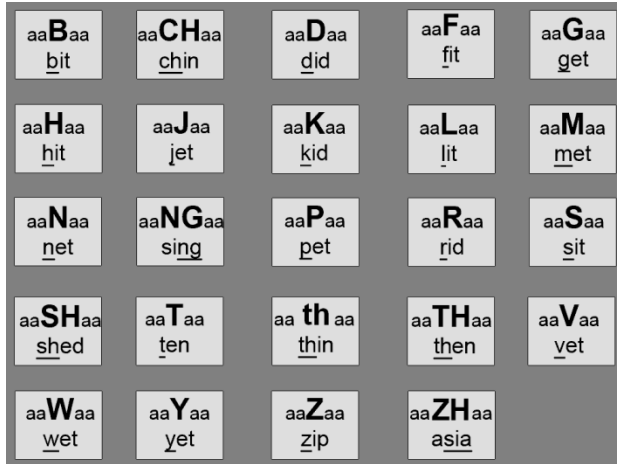 aaBaa aaCHaa aaDaa aaFaa aaGaa
bit chin did fit get
aaHaa aaJaa aaKaa aaLaa aaMaa
hit jet kid lit met
aaNaa aaNGaa aaPaa aaRaa aaSaa
net sing pet rid sit
aaSHaa aaTaa aa th aa aaTHaa aaVaa
shed ten thin then vet
aaWaa aaYaa aaZaa aaZHaa
wet yet zip asia